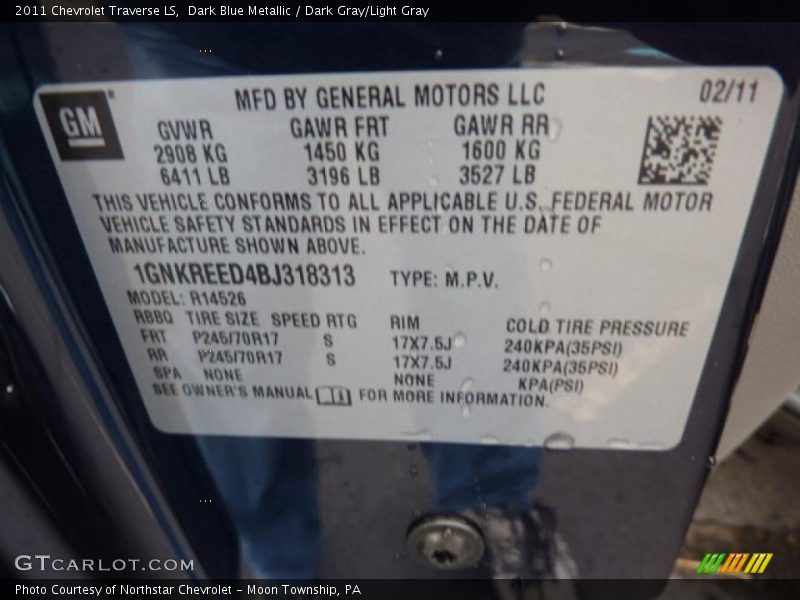 2011 Chevrolet Traverse LS, Dark Blue Metallic / Dark Gray/Light Gray
MFD BY GENERAL MOTORS LLC 02/11
GM
GVWR GAWR FRT GAWR RR
2908 KG 1450 KG 1600 KG
6411 LB 3196 LB 3527 LB
THIS VEHICLE CONFORMS TO ALL APPLICABLE U.S. FEDERAL MOTOR
VEHICLE SAFETY STANDARDS IN EFFECT ON THE DATE OF
MANUFACTURE SHOWN ABOVE.
1GNKREED4BJ318313 TYPE: M.P.V.
MODEL: R14526
RBBQ TIRE SIZE SPEED RTG RIM COLD TIRE PRESSURE
FRT P245/70R17 S 17X7.5J 240KPA(35PSI)
RR P245/70R17 S 17X7.5J 240KPA(35PSI)
SPA NONE NONE KPA(PSI)
SEE OWNER'S MANUAL FOR MORE INFORMATION.
GTCARLOT.COM
Photo Courtesy of Northstar Chevrolet - Moon Township, PA